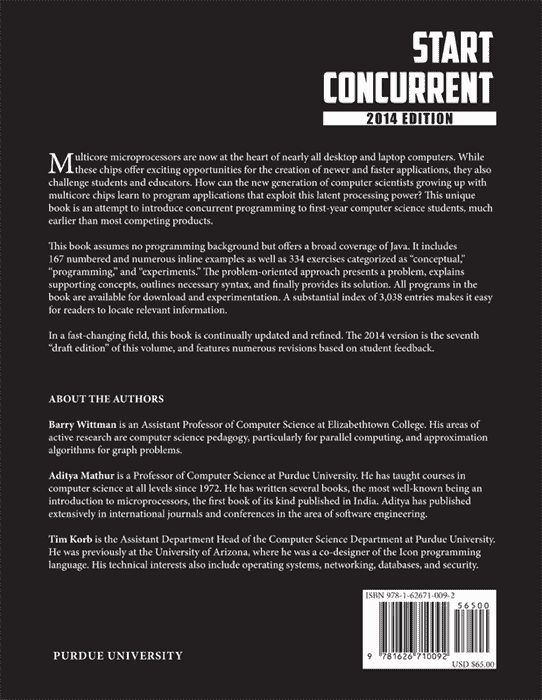 START
CONCURRENT
2014 EDITION
Multicore microprocessors are now at the heart of nearly all desktop and laptop computers. While
these chips offer exciting opportunities for the creation of newer and faster applications, they also
challenge students and educators. How can the new generation of computer scientists growing up with
multicore chips learn to program applications that exploit this latent processing power? This unique
book is an attempt to introduce concurrent programming to first-year computer science students, much
earlier than most competing products.
This book assumes no programming background but offers a broad coverage of Java. It includes
167 numbered and numerous inline examples as well as 334 exercises categorized as “conceptual,”
“programming,” and “experiments.” The problem-oriented approach presents a problem, explains
supporting concepts, outlines necessary syntax, and finally provides its solution. All programs in the
book are available for download and experimentation. A substantial index of 3,038 entries makes it easy
for readers to locate relevant information.
In a fast-changing field, this book is continually updated and refined. The 2014 version is the seventh
“draft edition” of this volume, and features numerous revisions based on student feedback.
ABOUT THE AUTHORS
Barry Wittman is an Assistant Professor of Computer Science at Elizabethtown College. His areas of
active research are computer science pedagogy, particularly for parallel computing, and approximation
algorithms for graph problems.
Aditya Mathur is a Professor of Computer Science at Purdue University. He has taught courses in
computer science at all levels since 1972. He has written several books, the most well-known being an
introduction to microprocessors, the first book of its kind published in India. Aditya has published
extensively in international journals and conferences in the area of software engineering.
Tim Korb is the Assistant Department Head of the Computer Science Department at Purdue University.
He was previously at the University of Arizona, where he was a co-designer of the Icon programming
language. His technical interests also include operating systems, networking, databases, and security.
ISBN 978-1-62671-009-2
56500
9 781626 710092
USD $65.00
PURDUE UNIVERSITY